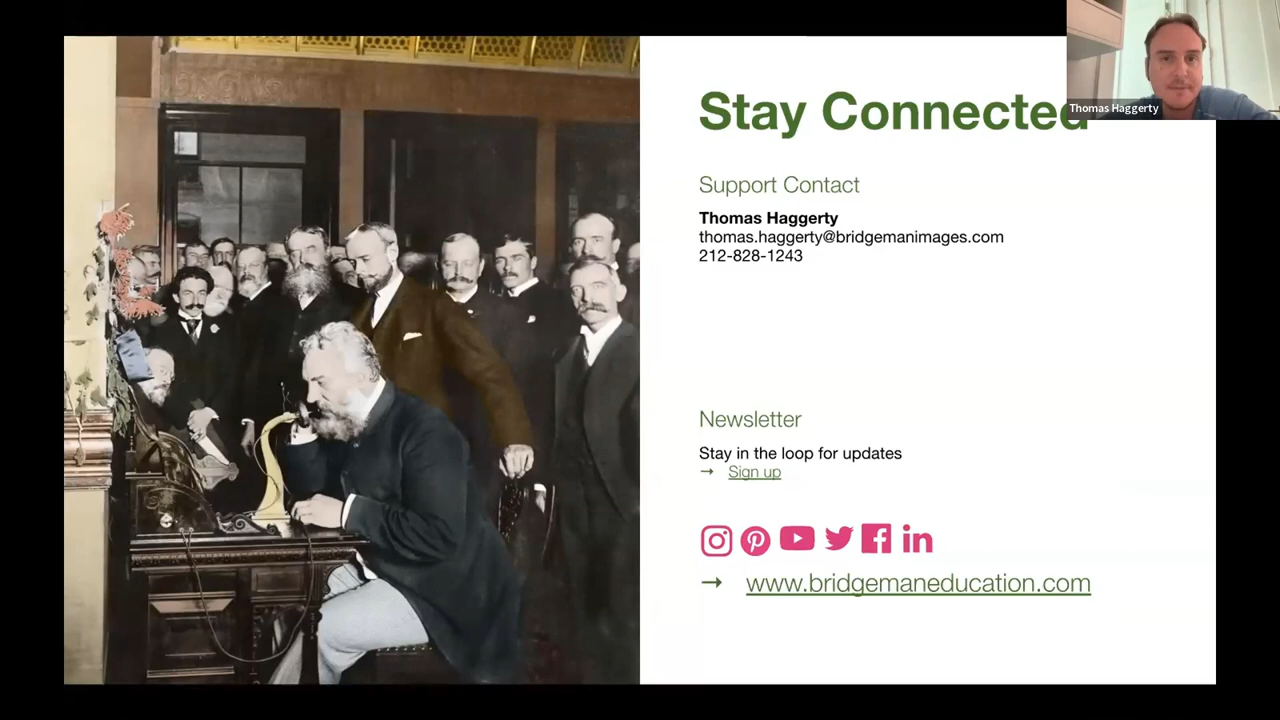 Stay Connected
Thomas Haggerty
Support Contact
Thomas Haggerty
thomas.haggerty@bridgemanimages.com
212-828-1243
Newsletter
Stay in the loop for updates
→ Sign up
→ www.bridgemaneducation.com